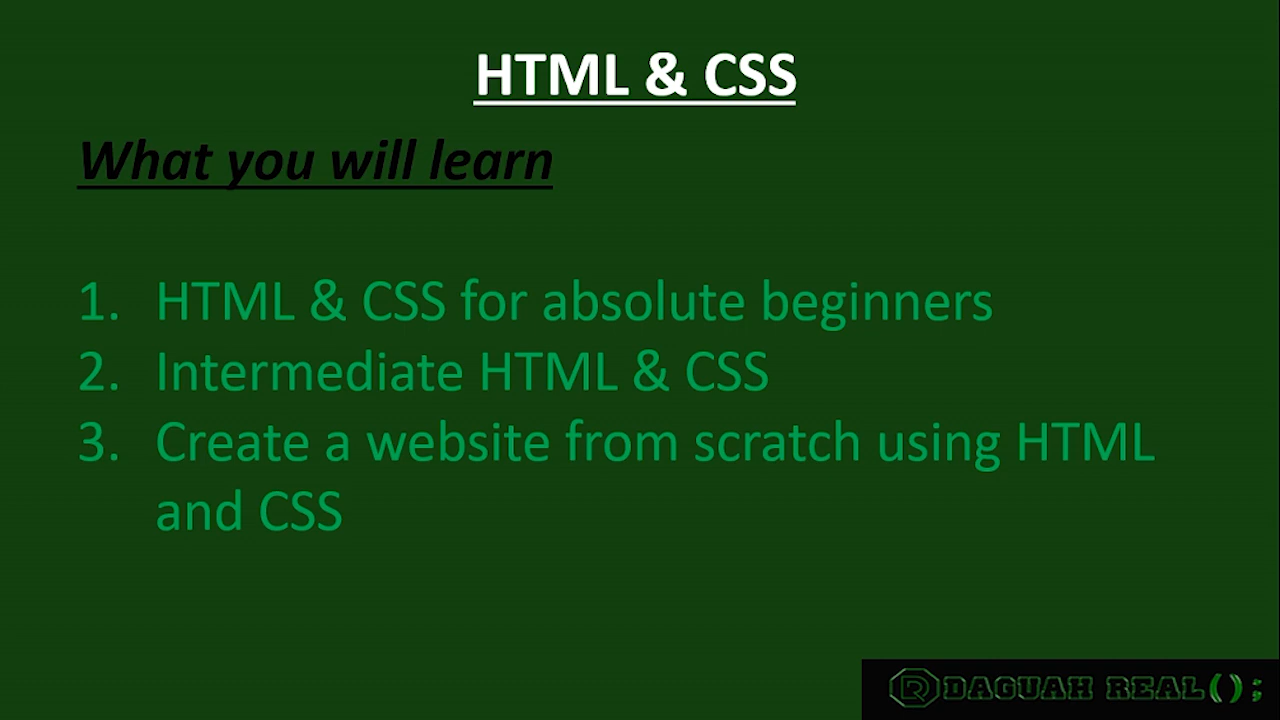 HTML & CSS
What you will learn
1. HTML & CSS for absolute beginners
2. Intermediate HTML & CSS
3. Create a website from scratch using HTML
and CSS
DAGUAH REAL();